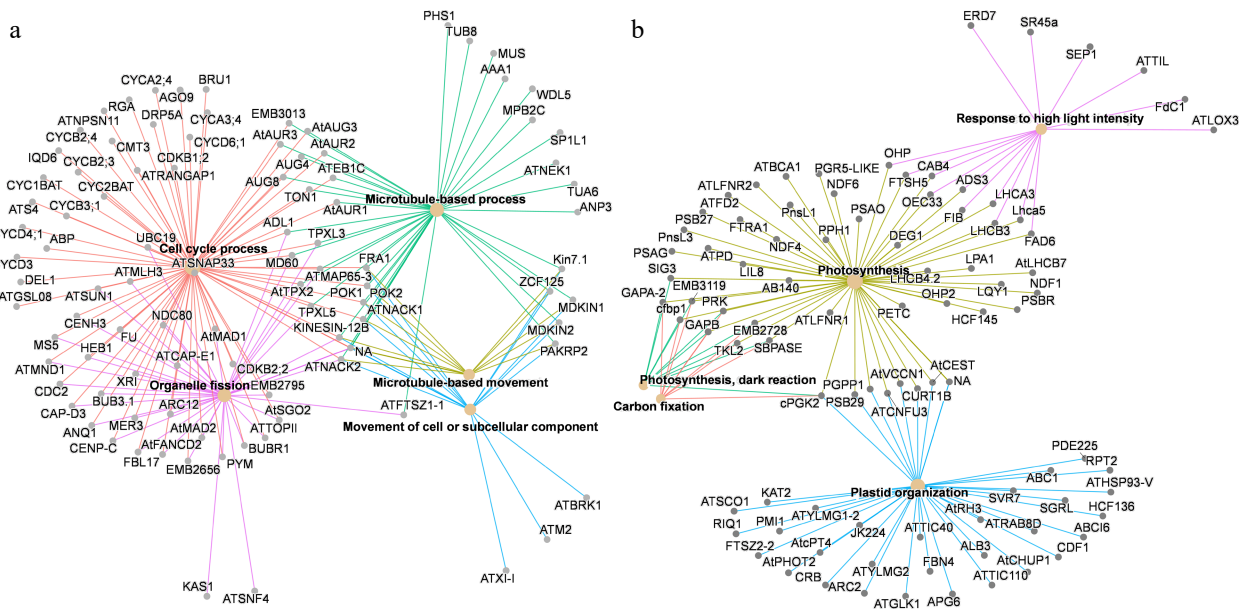 a
PHS1
TUB8
MUS
AAA1
WDL5
MPB2C
SP1L1
ATNEK1
TUA6
ANP3
CYCA2;4
BRU1
AGO9
RGA
DRP5A
CYCA3;4
EMB3013
ATNPSN11
AtAUG3
AtAUR3
CYCB2;4
CYCD6;1
AtAUR2
CMT3
IQD6
CYCB2;3
CDKB1;2
AUG4
ATEB1C
ATRANGAP1
CYC1BAT
CYC2BAT
AUG8
TON1
Microtubule-based process
ATS4
CYCB3;1
AtAUR1
ADL1
YCD4;1
ABP
UBC19
TPXL3
Cell cycle process
YCD3
ATSNAP33
MD60
FRA1
Kin7.1
DEL1
ATMLH3
ATMAP65-3
ZCF125
ATGSL08
ATSUN1
AtTPX2
POK1
POK2
MDKIN1
NDC80
TPXL5
ATNACK1
CENH3
FU
AtMAD1
KINESIN-12B
MDKIN2
MS5
HEB1
NA
PAKRP2
ATMND1
ATCAP-E1
CDKB2;2
ATNACK2
XRI
Organelle fission
EMB2795
Microtubule-based movement
CDC2
BUB3.1
ARC12
AtSGO2
ATFTSZ1-1
CAP-D3
MER3
AtMAD2
ATTOPII
Movement of cell or subcellular component
ANQ1
CENP-C
AtFANCD2
BUBR1
FBL17
EMB2656
PYM
ATBRK1
ATM2
ATXI-I
KAS1
ATSNF4
b
ERD7
SR45a
SEP1
ATTIL
FdC1
Response to high light intensity
ATLOX3
OHP
ATBCA1
PGR5-LIKE
CAB4
FTSH5
ADS3
ATLFNR2
NDF6
OEC33
LHCA3
ATFD2
PnsL1
PSAO
FIB
Lhca5
PSB27
FTRA1
PPH1
LHCB3
PnsL3
NDF4
DEG1
FAD6
PSAG
ATPD
LIL8
Photosynthesis
LPA1
AtLHCB7
SIG3
AB140
LHCB4.2
NDF1
EMB3119
LQY1
GAPA-2
PRK
OHP2
PSBR
cfbp1
ATLFNR1
PETC
HCF145
GAPB
EMB2728
TKL2
SBPASE
AtCEST
Photosynthesis, dark reaction
PGPP1
AtVCCN1
NA
Carbon fixation
cPGK2
PSB29
CURT1B
ATCNFU3
PDE225
RPT2
ABC1
ATHSP93-V
KAT2
Plastid organization
SVR7
ATSCO1
AtRH3
SGRL
HCF136
RIQ1
PMI1
ATYLMG1-2
ATRAB8D
ABCI6
JK224
ATTIC40
FTSZ2-2
AtcPT4
ALB3
CDF1
AtPHOT2
FBN4
AtCHUP1
CRB
ARC2
ATYLMG2
ATTIC110
ATGLK1
APG6